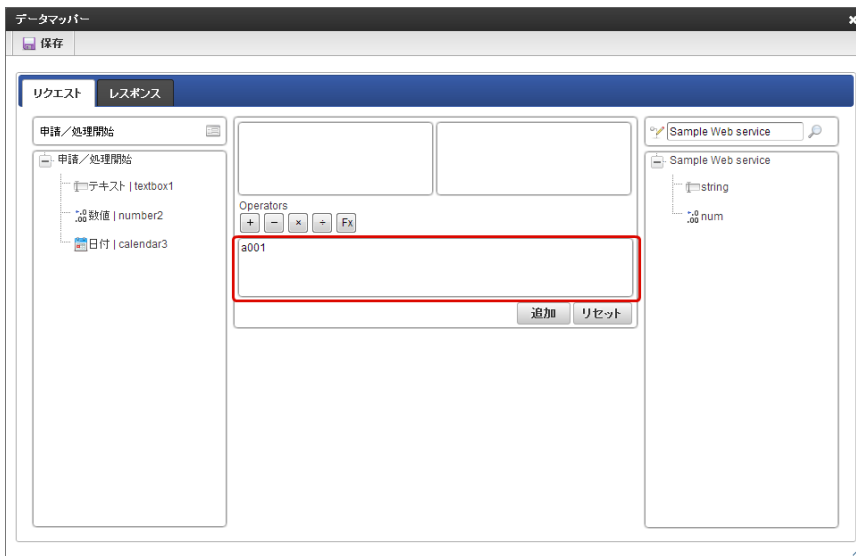 データマッパー
保存
リクエスト レスポンス
申請／処理開始
申請／処理開始
テキスト | textbox1
数値 | number2
日付 | calendar3
Operators
+ − × ÷ Fx
a001
追加 リセット
Sample Web service
Sample Web service
string
num